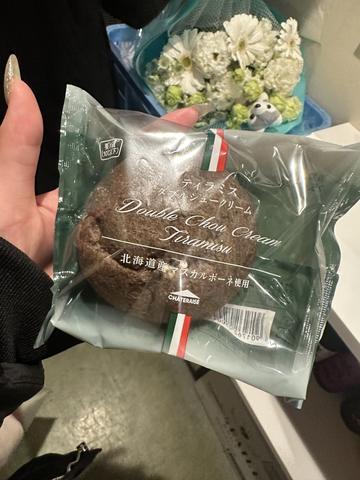 ティラミス
ダブルシュークリーム
Double Chou Cream
Tiramisu
北海道産マスカルポーネ使用
CHATERAISE